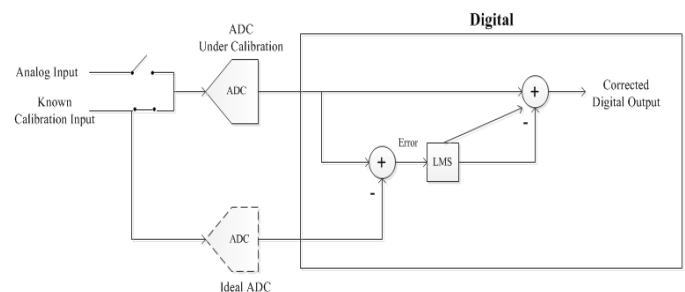 Digital
ADC
Under Calibration
Analog Input
ADC
Known
Calibration Input
+
Corrected
Digital Output
-
Error
+
LMS
-
ADC
Ideal ADC